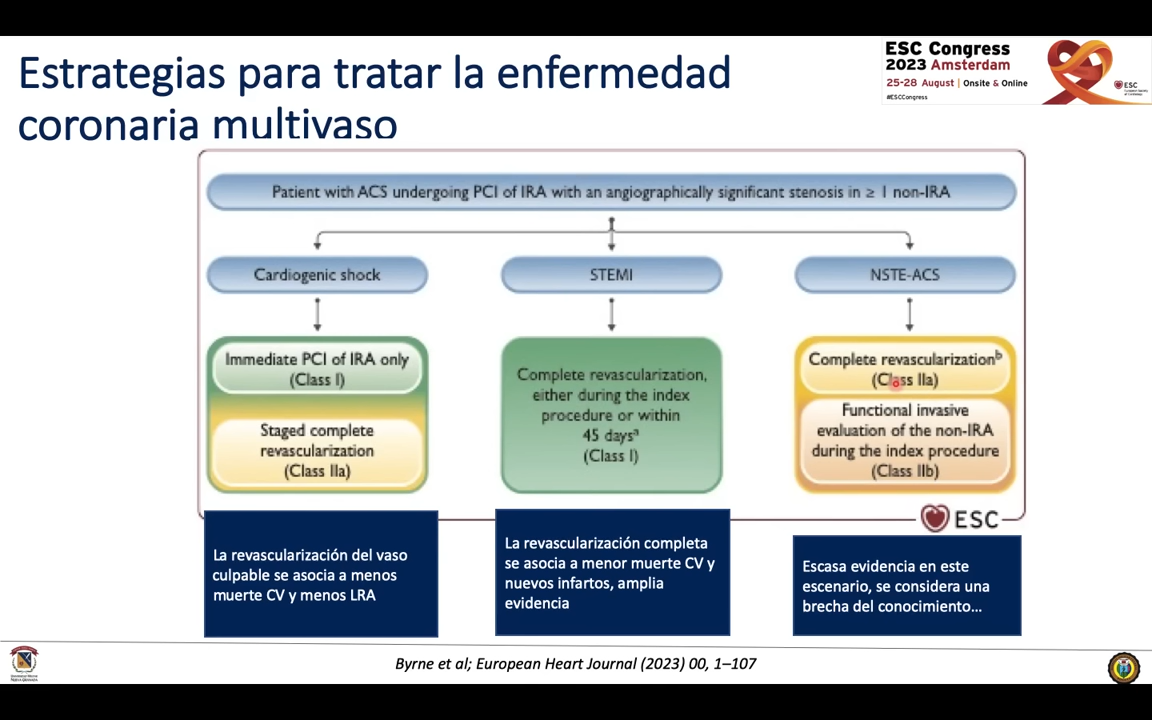 Estrategias para tratar la enfermedad
coronaria multivaso
ESC Congress
2023 Amsterdam
25-28 August | Onsite & Online
#ESCCongress
ESC
Patient with ACS undergoing PCI of IRA with an angiographically significant stenosis in ≥ 1 non-IRA
Cardiogenic shock
STEMI
NSTE-ACS
Immediate PCI of IRA only
(Class I)
Staged complete
revascularization
(Class IIa)
Complete revascularization,
either during the index
procedure or within
45 daysᵃ
(Class I)
Complete revascularizationᵇ
(Class IIa)
Functional invasive
evaluation of the non-IRA
during the index procedure
(Class IIb)
ESC
La revascularización del vaso
culpable se asocia a menos
muerte CV y menos LRA
La revascularización completa
se asocia a menor muerte CV y
nuevos infartos, amplia
evidencia
Escasa evidencia en este
escenario, se considera una
brecha del conocimiento...
Byrne et al; European Heart Journal (2023) 00, 1–107